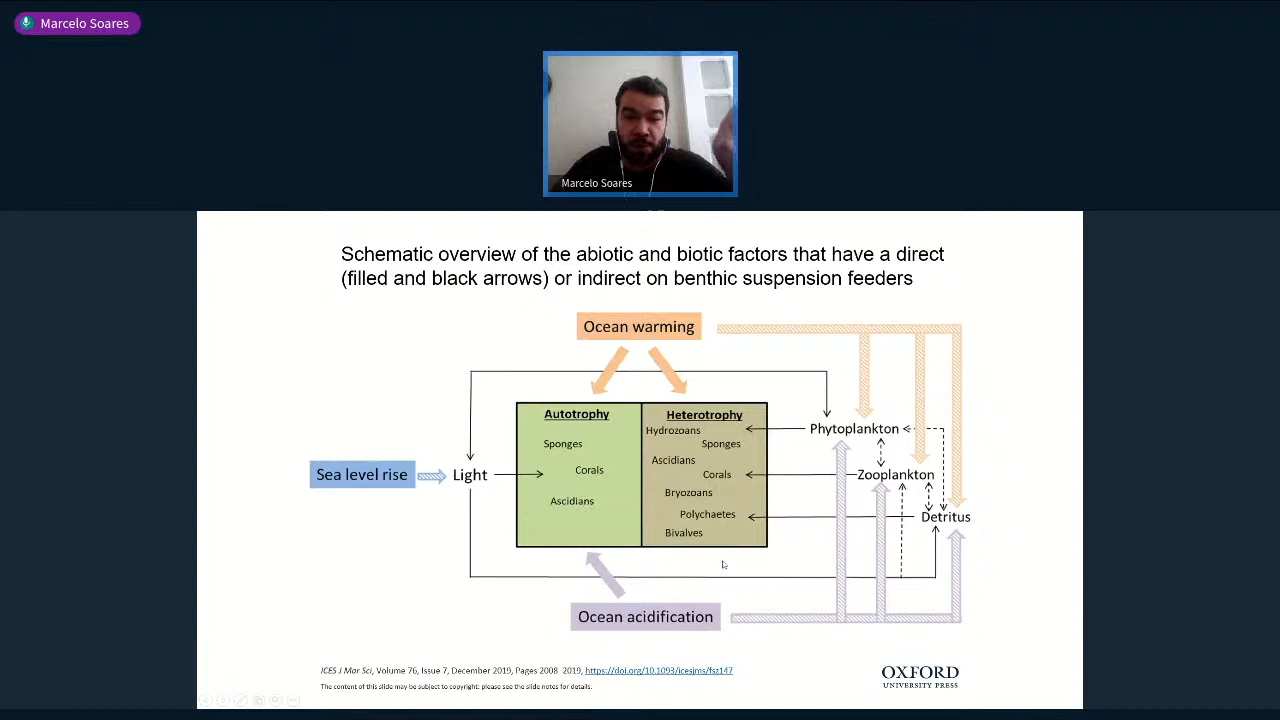 Marcelo Soares
Marcelo Soares
Schematic overview of the abiotic and biotic factors that have a direct
(filled and black arrows) or indirect on benthic suspension feeders
Ocean warming
Autotrophy
Heterotrophy
Hydrozoans
Phytoplankton
Sponges
Sponges
Ascidians
Sea level rise
Light
Corals
Corals
Zooplankton
Ascidians
Bryozoans
Polychaetes
Detritus
Bivalves
Ocean acidification
ICES J Mar Sci, Volume 76, Issue 7, December 2019, Pages 2008 2019, https://doi.org/10.1093/icesjms/fsz147
The content of this slide may be subject to copyright: please see the slide notes for details.
OXFORD
UNIVERSITY PRESS